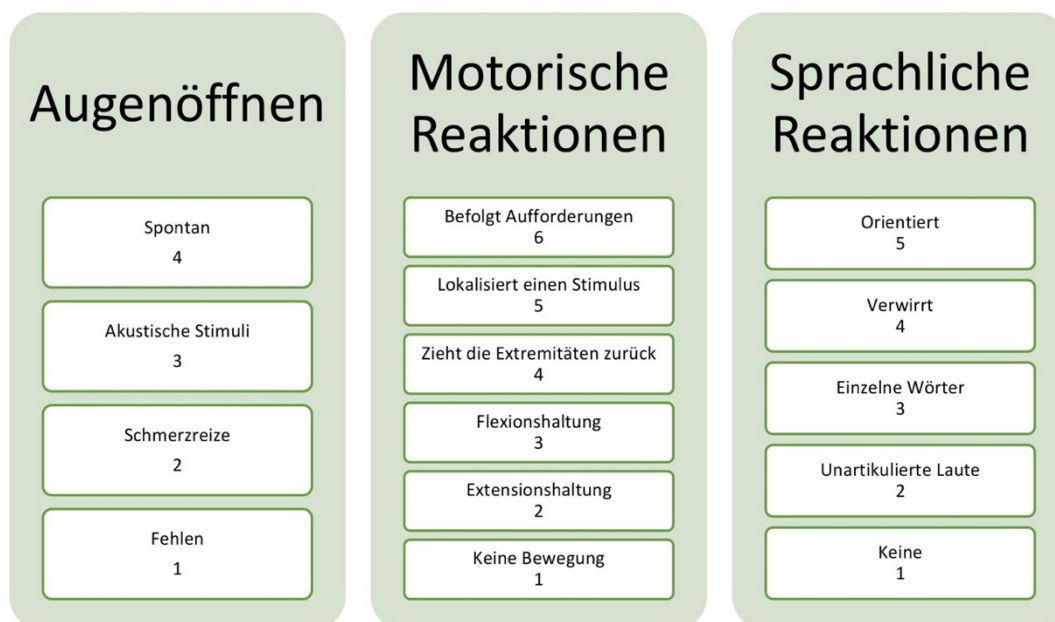 Augenöffnen
Spontan
4
Akustische Stimuli
3
Schmerzreize
2
Fehlen
1
Motorische
Reaktionen
Befolgt Aufforderungen
6
Lokalisiert einen Stimulus
5
Zieht die Extremitäten zurück
4
Flexionshaltung
3
Extensionshaltung
2
Keine Bewegung
1
Sprachliche
Reaktionen
Orientiert
5
Verwirrt
4
Einzelne Wörter
3
Unartikulierte Laute
2
Keine
1